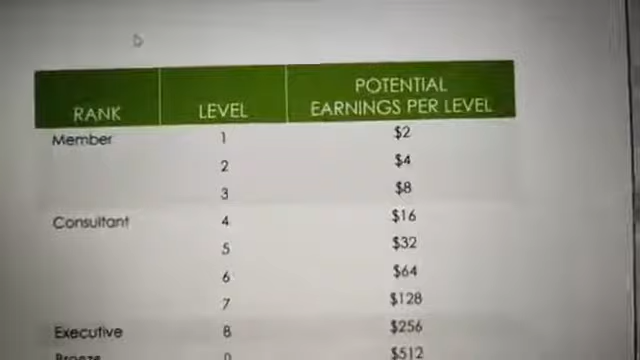 RANK LEVEL POTENTIAL EARNINGS PER LEVEL
Member 1 $2
2 $4
3 $8
Consultant 4 $16
5 $32
6 $64
7 $128
Executive 8 $256
$512